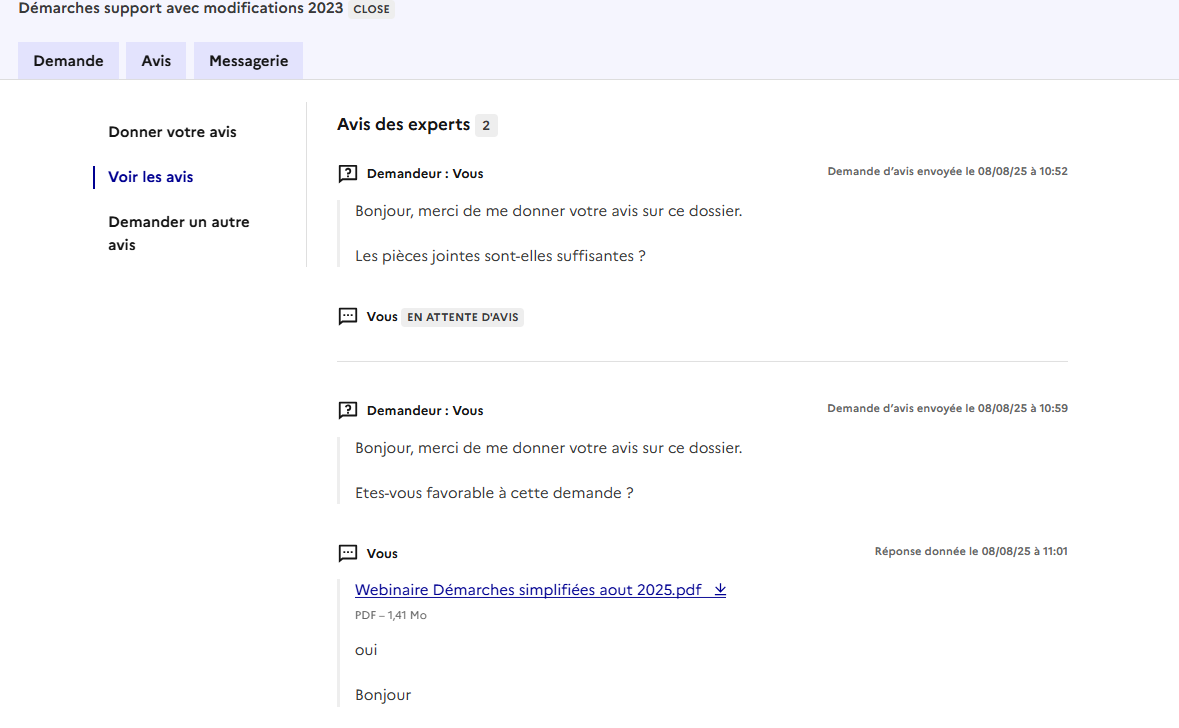 Démarches support avec modifications 2023 CLOSE
Demande Avis Messagerie
Donner votre avis
Voir les avis
Demander un autre
avis
Avis des experts 2
Demandeur : Vous Demande d’avis envoyée le 08/08/25 à 10:52
Bonjour, merci de me donner votre avis sur ce dossier.
Les pièces jointes sont-elles suffisantes ?
Vous EN ATTENTE D'AVIS
Demandeur : Vous Demande d’avis envoyée le 08/08/25 à 10:59
Bonjour, merci de me donner votre avis sur ce dossier.
Etes-vous favorable à cette demande ?
Vous Réponse donnée le 08/08/25 à 11:01
Webinaire Démarches simplifiées aout 2025.pdf
PDF – 1,41 Mo
oui
Bonjour